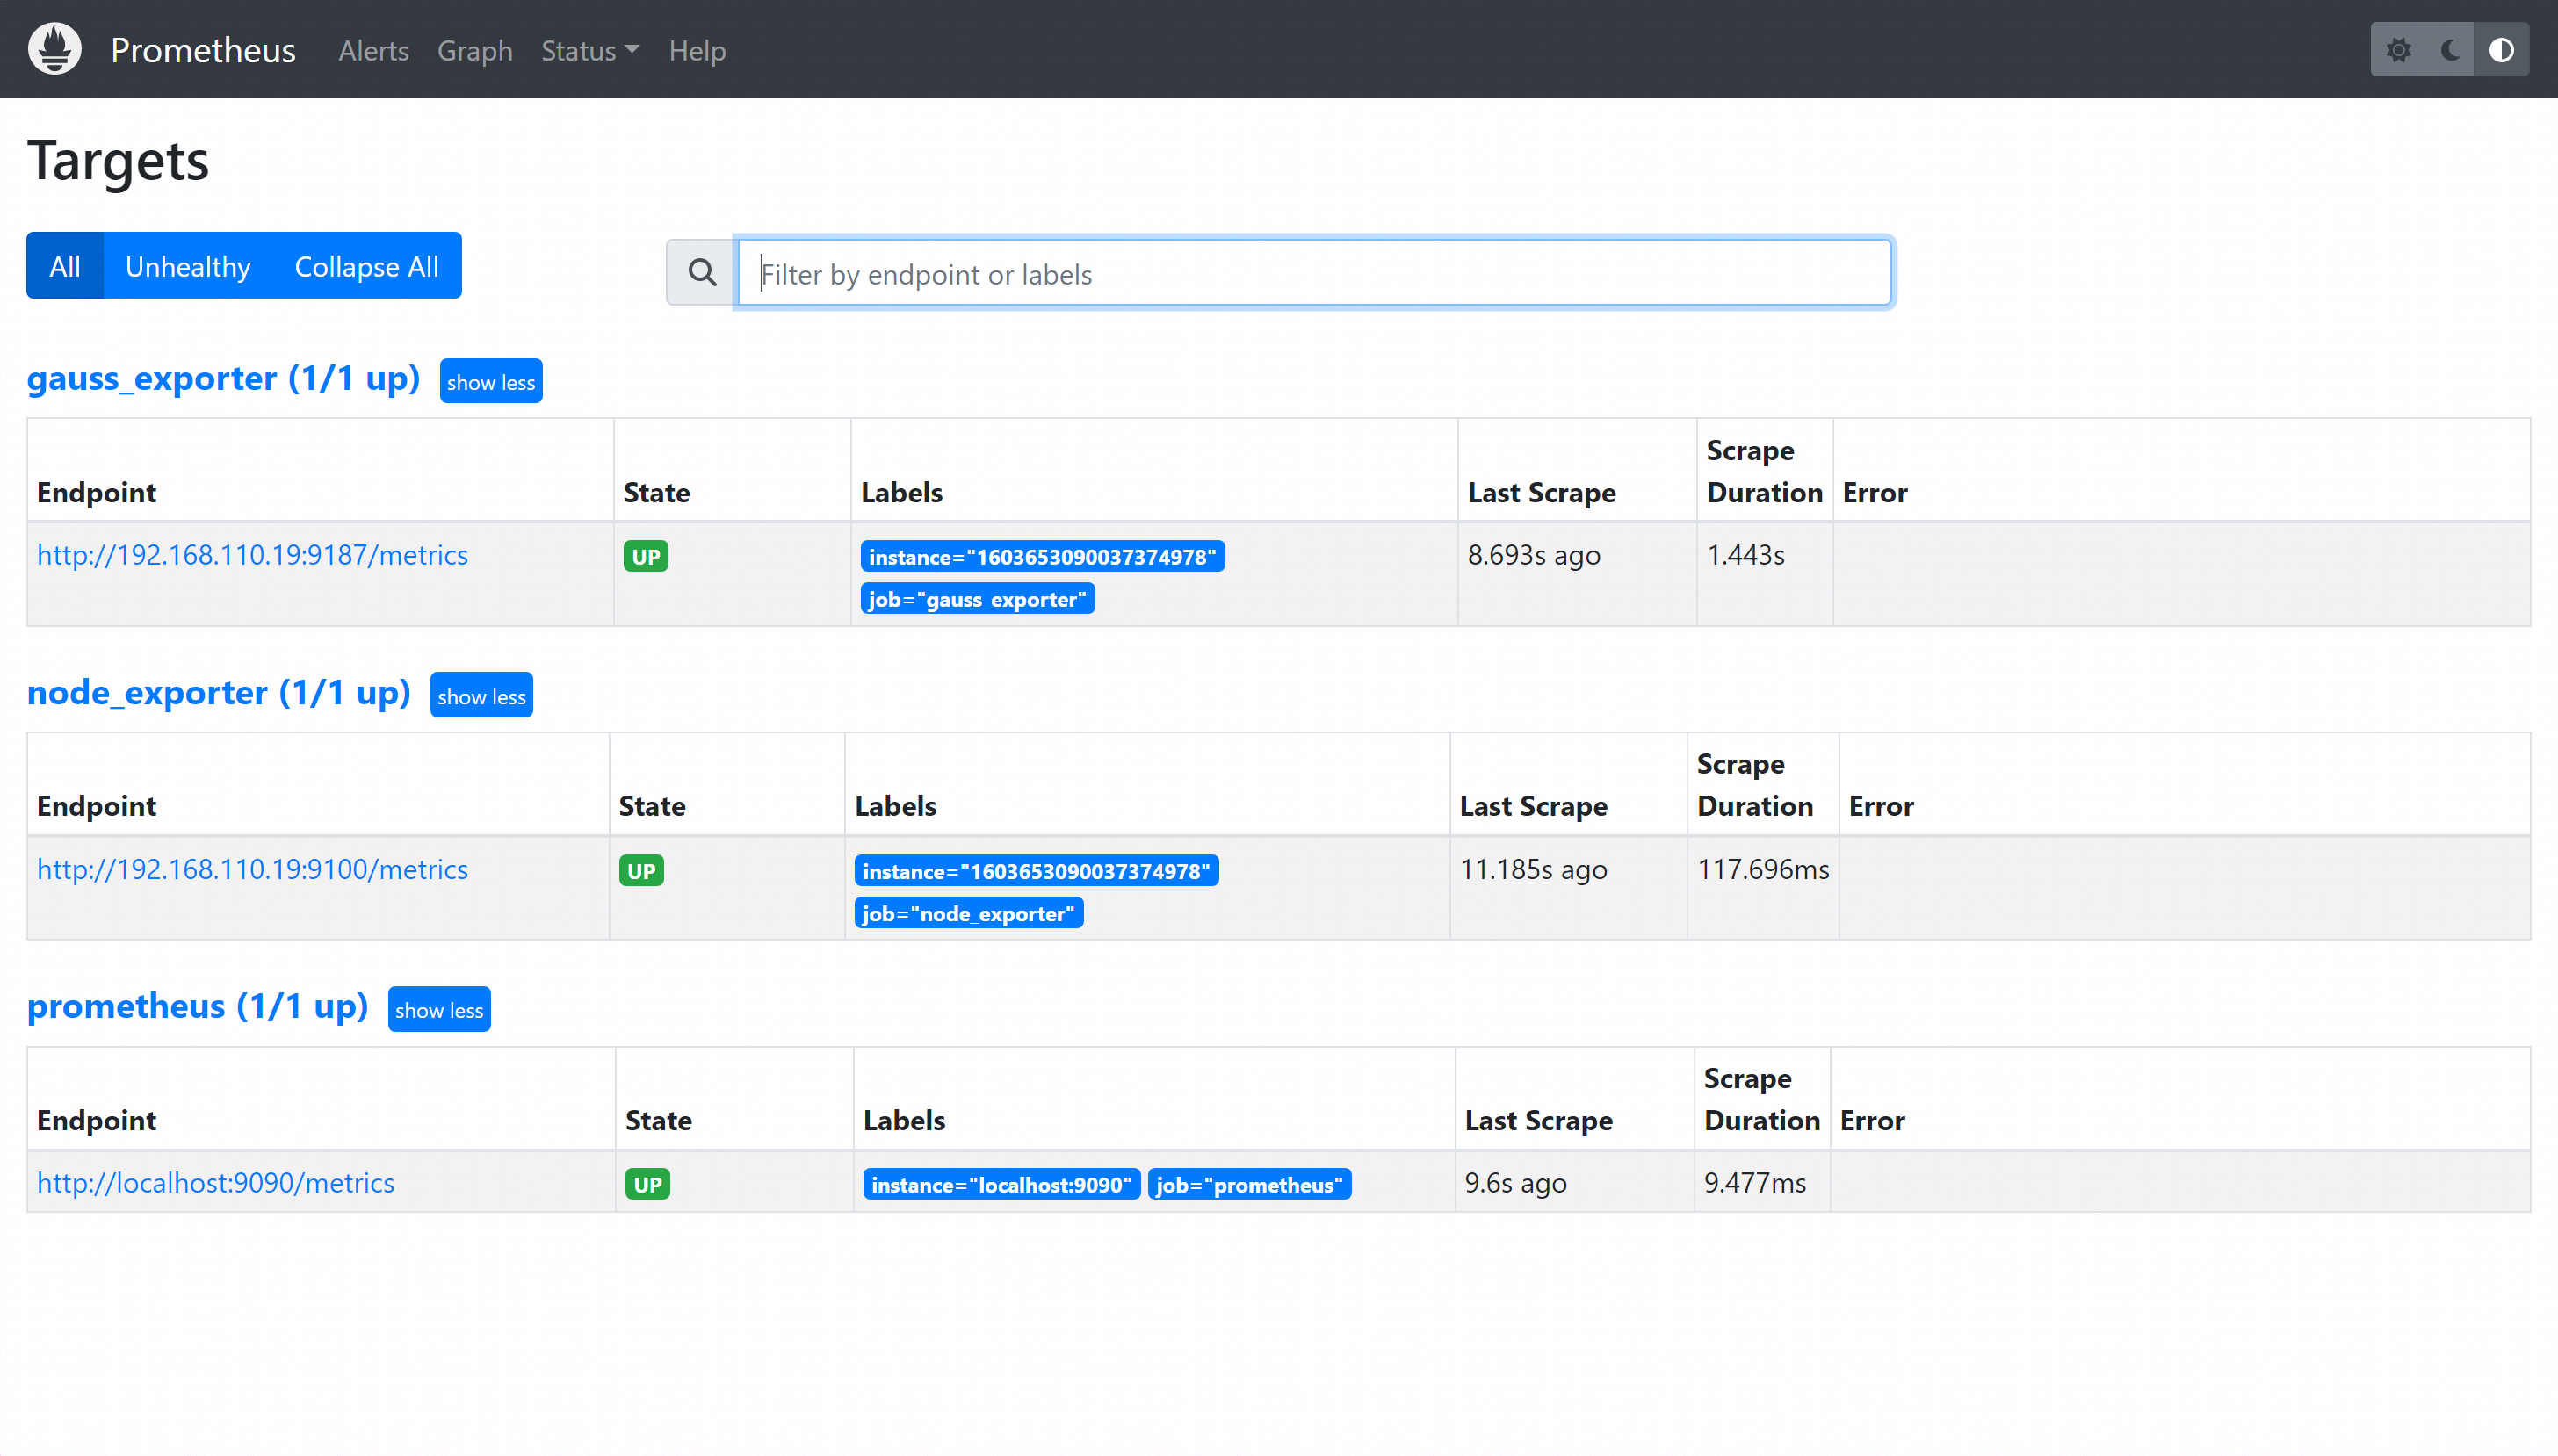 Prometheus Alerts Graph Status Help
Targets
All Unhealthy Collapse All
Filter by endpoint or labels
gauss_exporter (1/1 up) show less
Endpoint State Labels Last Scrape Scrape Duration Error
http://192.168.110.19:9187/metrics UP instance="1603653090037374978" 8.693s ago 1.443s
job="gauss_exporter"
node_exporter (1/1 up) show less
Endpoint State Labels Last Scrape Scrape Duration Error
http://192.168.110.19:9100/metrics UP instance="1603653090037374978" 11.185s ago 117.696ms
job="node_exporter"
prometheus (1/1 up) show less
Endpoint State Labels Last Scrape Scrape Duration Error
http://localhost:9090/metrics UP instance="localhost:9090" job="prometheus" 9.6s ago 9.477ms